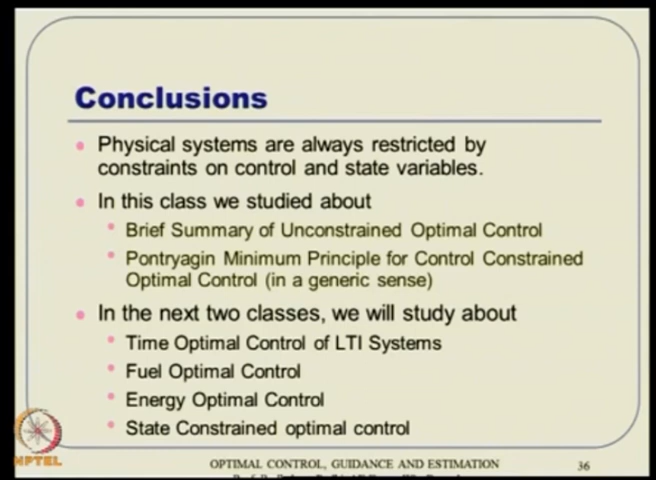 Conclusions
Physical systems are always restricted by
constraints on control and state variables.
In this class we studied about
Brief Summary of Unconstrained Optimal Control
Pontryagin Minimum Principle for Control Constrained
Optimal Control (in a generic sense)
In the next two classes, we will study about
Time Optimal Control of LTI Systems
Fuel Optimal Control
Energy Optimal Control
State Constrained optimal control
NPTEL
OPTIMAL CONTROL, GUIDANCE AND ESTIMATION 36